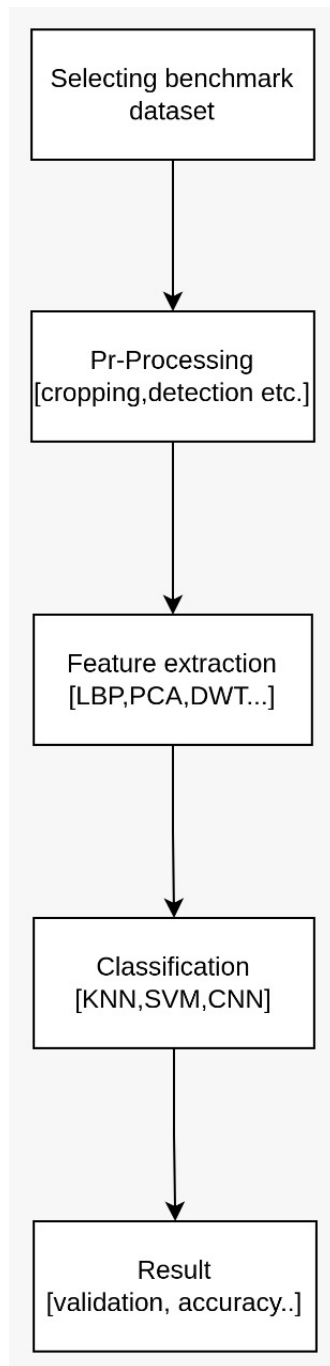 Selecting benchmark
dataset
Pr-Processing
[cropping,detection etc.]
Feature extraction
[LBP,PCA,DWT...]
Classification
[KNN,SVM,CNN]
Result
[validation, accuracy..]